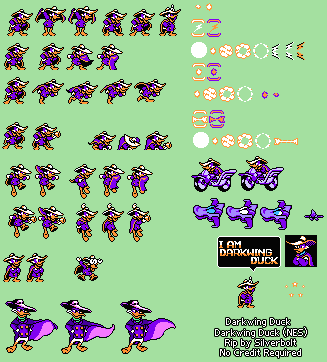 I AM
DARKWING
DUCK
Darkwing Duck
Darkwing Duck (NES)
Rip by Silverbolt
No Credit Required